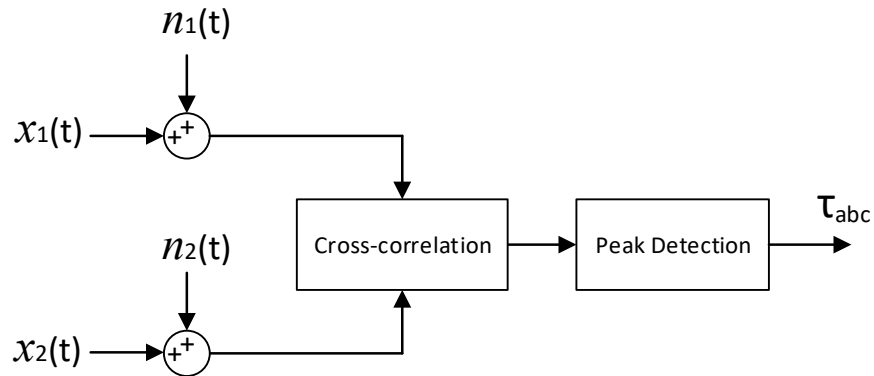 n1(t)
x1(t)
++
Cross-correlation
Peak Detection
τabc
n2(t)
x2(t)
++